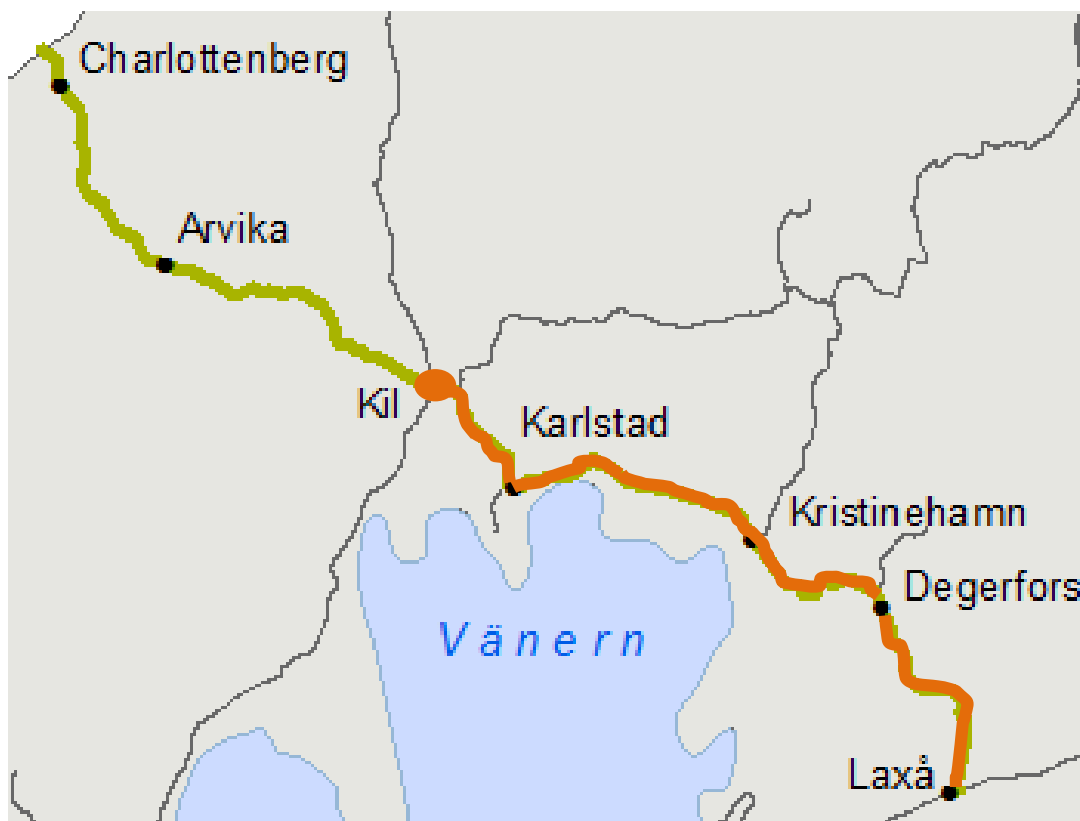 Charlottenberg
Arvika
Kil
Karlstad
Kristinehamn
Degerfors
Vänern
Laxå